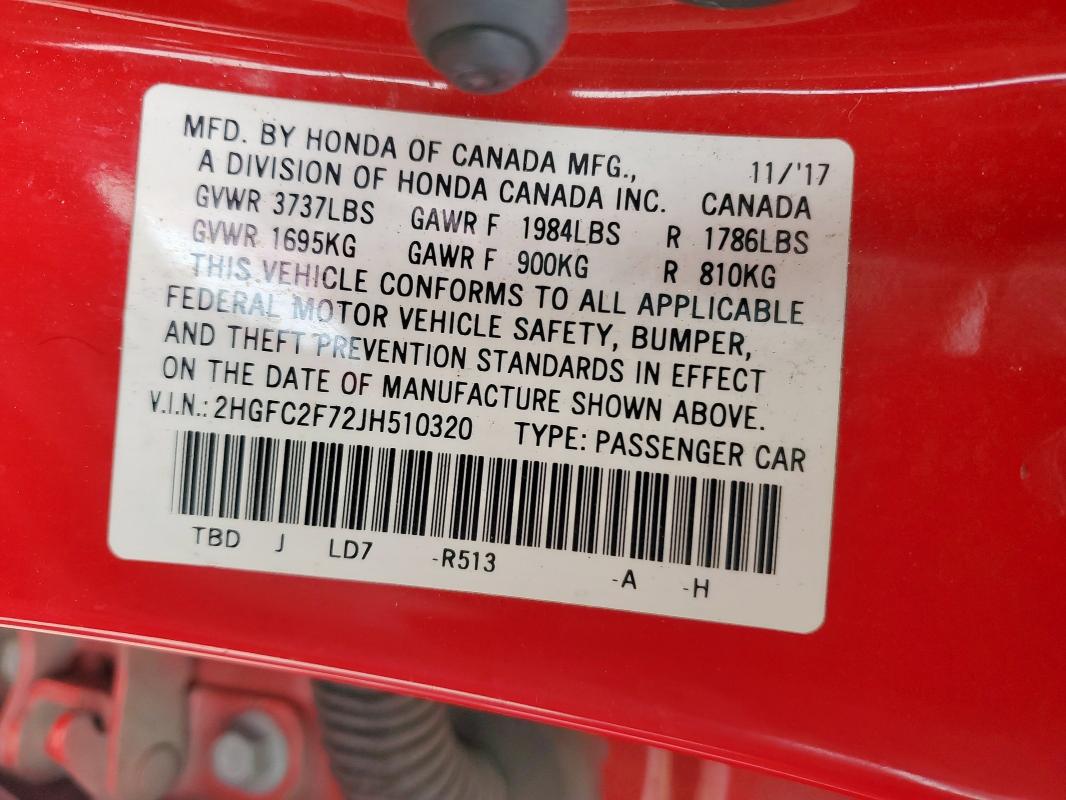 MFD. BY HONDA OF CANADA MFG., 11/'17
A DIVISION OF HONDA CANADA INC. CANADA
GVWR 3737LBS GAWR F 1984LBS R 1786LBS
GVWR 1695KG GAWR F 900KG R 810KG
THIS VEHICLE CONFORMS TO ALL APPLICABLE
FEDERAL MOTOR VEHICLE SAFETY, BUMPER,
AND THEFT PREVENTION STANDARDS IN EFFECT
ON THE DATE OF MANUFACTURE SHOWN ABOVE.
V.I.N.: 2HGFC2F72JH510320 TYPE: PASSENGER CAR
TBD J LD7 -R513 -A -H